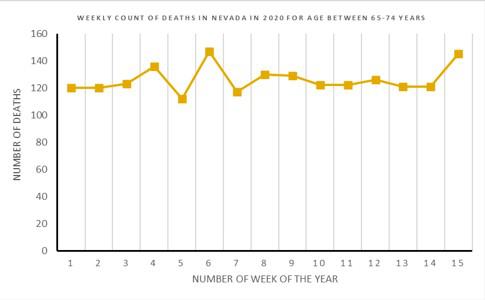 WEEKLY COUNT OF DEATHS IN NEVADA IN 2020 FOR AGE BETWEEN 65-74 YEARS
160
140
120
100
80
60
40
20
0
NUMBER OF DEATHS
1 2 3 4 5 6 7 8 9 10 11 12 13 14 15
NUMBER OF WEEK OF THE YEAR